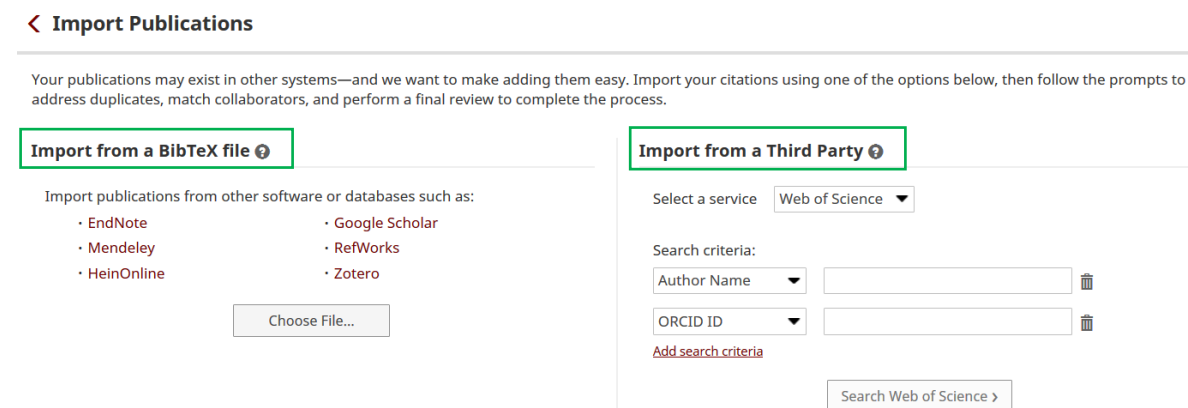 Import Publications
Your publications may exist in other systems—and we want to make adding them easy. Import your citations using one of the options below, then follow the prompts to
address duplicates, match collaborators, and perform a final review to complete the process.
Import from a BibTeX file ?
Import publications from other software or databases such as:
· EndNote
· Google Scholar
· Mendeley
· RefWorks
· HeinOnline
· Zotero
Choose File...
Import from a Third Party ?
Select a service Web of Science
Search criteria:
Author Name
ORCID ID
Add search criteria
Search Web of Science ›